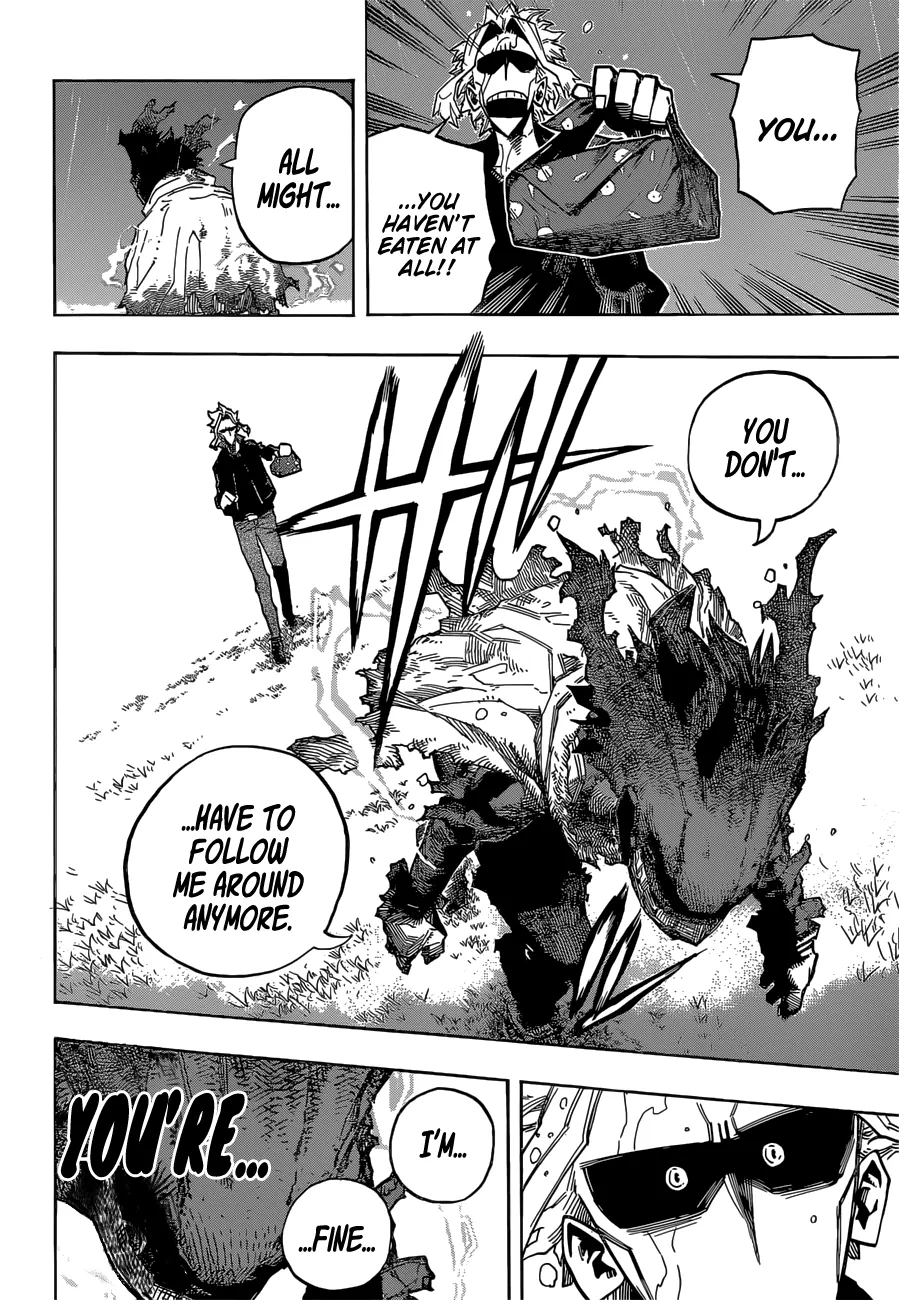 YOU...
...YOU
HAVEN'T
EATEN AT
ALL!!
ALL
MIGHT...
YOU
DON'T...
...HAVE TO
FOLLOW
ME AROUND
ANYMORE.
I'M...
...FINE...
YOU'RE...